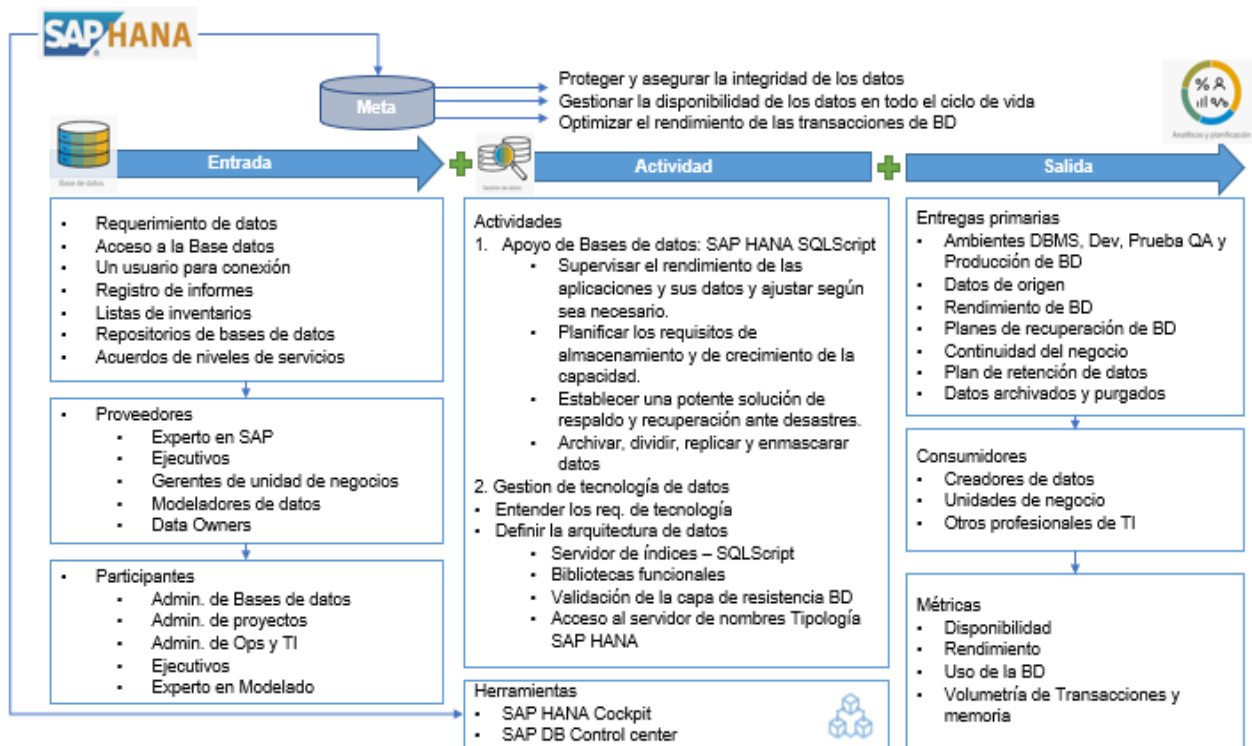 SAP HANA
Meta
Proteger y asegurar la integridad de los datos
Gestionar la disponibilidad de los datos en todo el ciclo de vida
Optimizar el rendimiento de las transacciones de BD
Analíticas y planificación
Base de datos
Entrada
Gestión de datos
Actividad
Salida
Requerimiento de datos
Acceso a la Base datos
Un usuario para conexión
Registro de informes
Listas de inventarios
Repositorios de bases de datos
Acuerdos de niveles de servicios
Proveedores
Experto en SAP
Ejecutivos
Gerentes de unidad de negocios
Modeladores de datos
Data Owners
Participantes
Admin. de Bases de datos
Admin. de proyectos
Admin. de Ops y TI
Ejecutivos
Experto en Modelado
Actividades
1. Apoyo de Bases de datos: SAP HANA SQLScript
Supervisar el rendimiento de las
aplicaciones y sus datos y ajustar según
sea necesario.
Planificar los requisitos de
almacenamiento y de crecimiento de la
capacidad.
Establecer una potente solución de
respaldo y recuperación ante desastres.
Archivar, dividir, replicar y enmascarar
datos
2. Gestion de tecnología de datos
Entender los req. de tecnología
Definir la arquitectura de datos
Servidor de índices – SQLScript
Bibliotecas funcionales
Validación de la capa de resistencia BD
Acceso al servidor de nombres Tipología
SAP HANA
Herramientas
SAP HANA Cockpit
SAP DB Control center
Entregas primarias
Ambientes DBMS, Dev, Prueba QA y
Producción de BD
Datos de origen
Rendimiento de BD
Planes de recuperación de BD
Continuidad del negocio
Plan de retención de datos
Datos archivados y purgados
Consumidores
Creadores de datos
Unidades de negocio
Otros profesionales de TI
Métricas
Disponibilidad
Rendimiento
Uso de la BD
Volumetría de Transacciones y
memoria